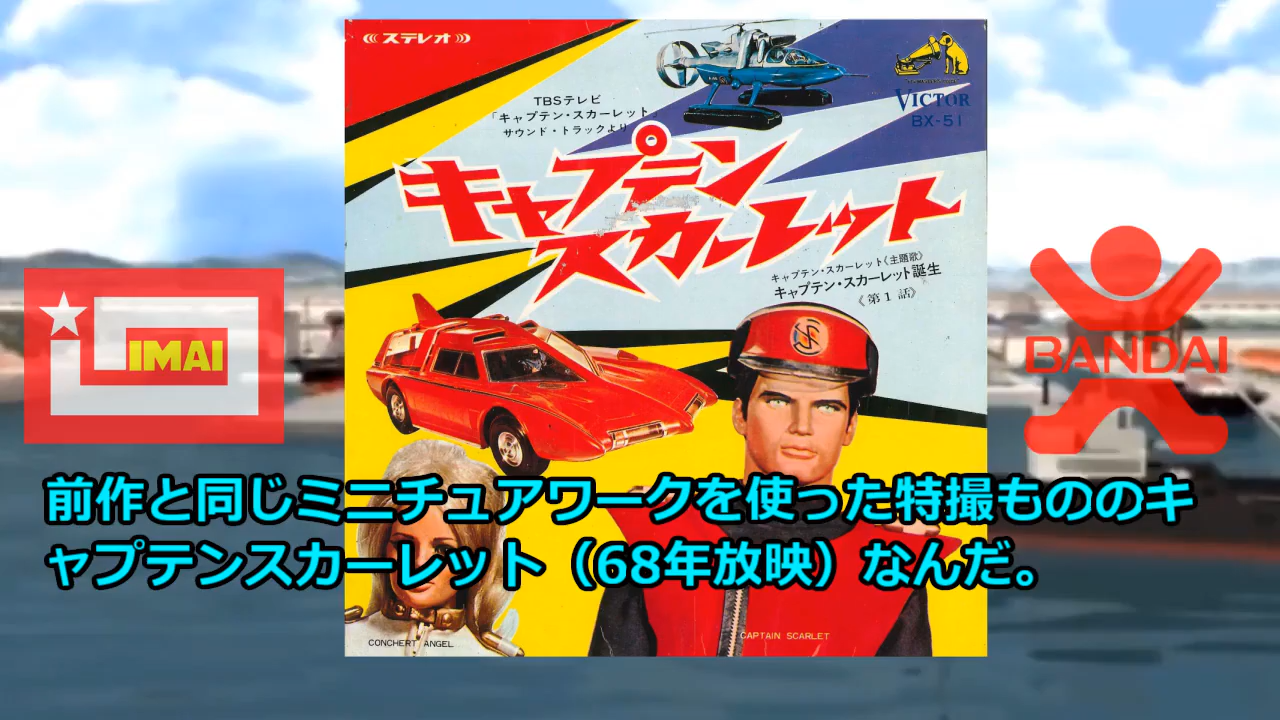 ステレオ
TBSテレビ
「キャプテン・スカーレット」
サウンド・トラックより
VICTOR
BX-51
キャプテン
スカーレット
キャプテン・スカーレット《主題歌》
キャプテン・スカーレット誕生
《第1話》
IMAI
BANDAI
前作と同じミニチュアワークを使った特撮もののキ
ャプテンスカーレット（68年放映）なんだ。
CONCHERT ANGEL
CAPTAIN SCARLET